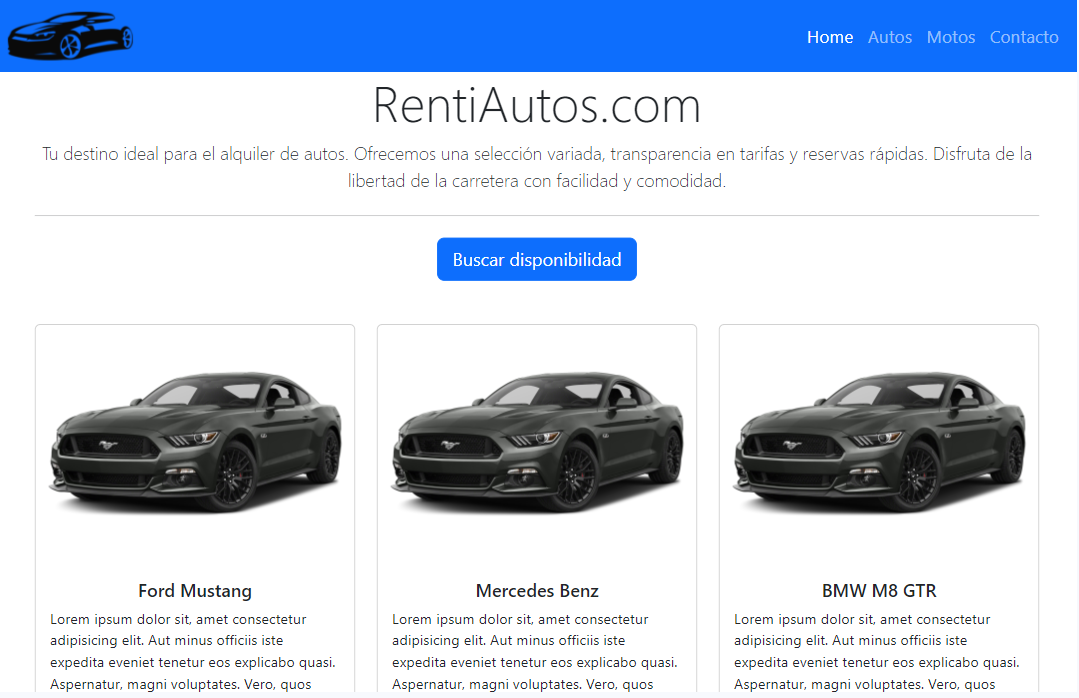 Home Autos Motos Contacto
RentiAutos.com
Tu destino ideal para el alquiler de autos. Ofrecemos una selección variada, transparencia en tarifas y reservas rápidas. Disfruta de la
libertad de la carretera con facilidad y comodidad.
Buscar disponibilidad
Ford Mustang
Lorem ipsum dolor sit, amet consectetur
adipisicing elit. Aut minus officiis iste
expedita eveniet tenetur eos explicabo quasi.
Aspernatur, magni voluptates. Vero, quos
Mercedes Benz
Lorem ipsum dolor sit, amet consectetur
adipisicing elit. Aut minus officiis iste
expedita eveniet tenetur eos explicabo quasi.
Aspernatur, magni voluptates. Vero, quos
BMW M8 GTR
Lorem ipsum dolor sit, amet consectetur
adipisicing elit. Aut minus officiis iste
expedita eveniet tenetur eos explicabo quasi.
Aspernatur, magni voluptates. Vero, quos